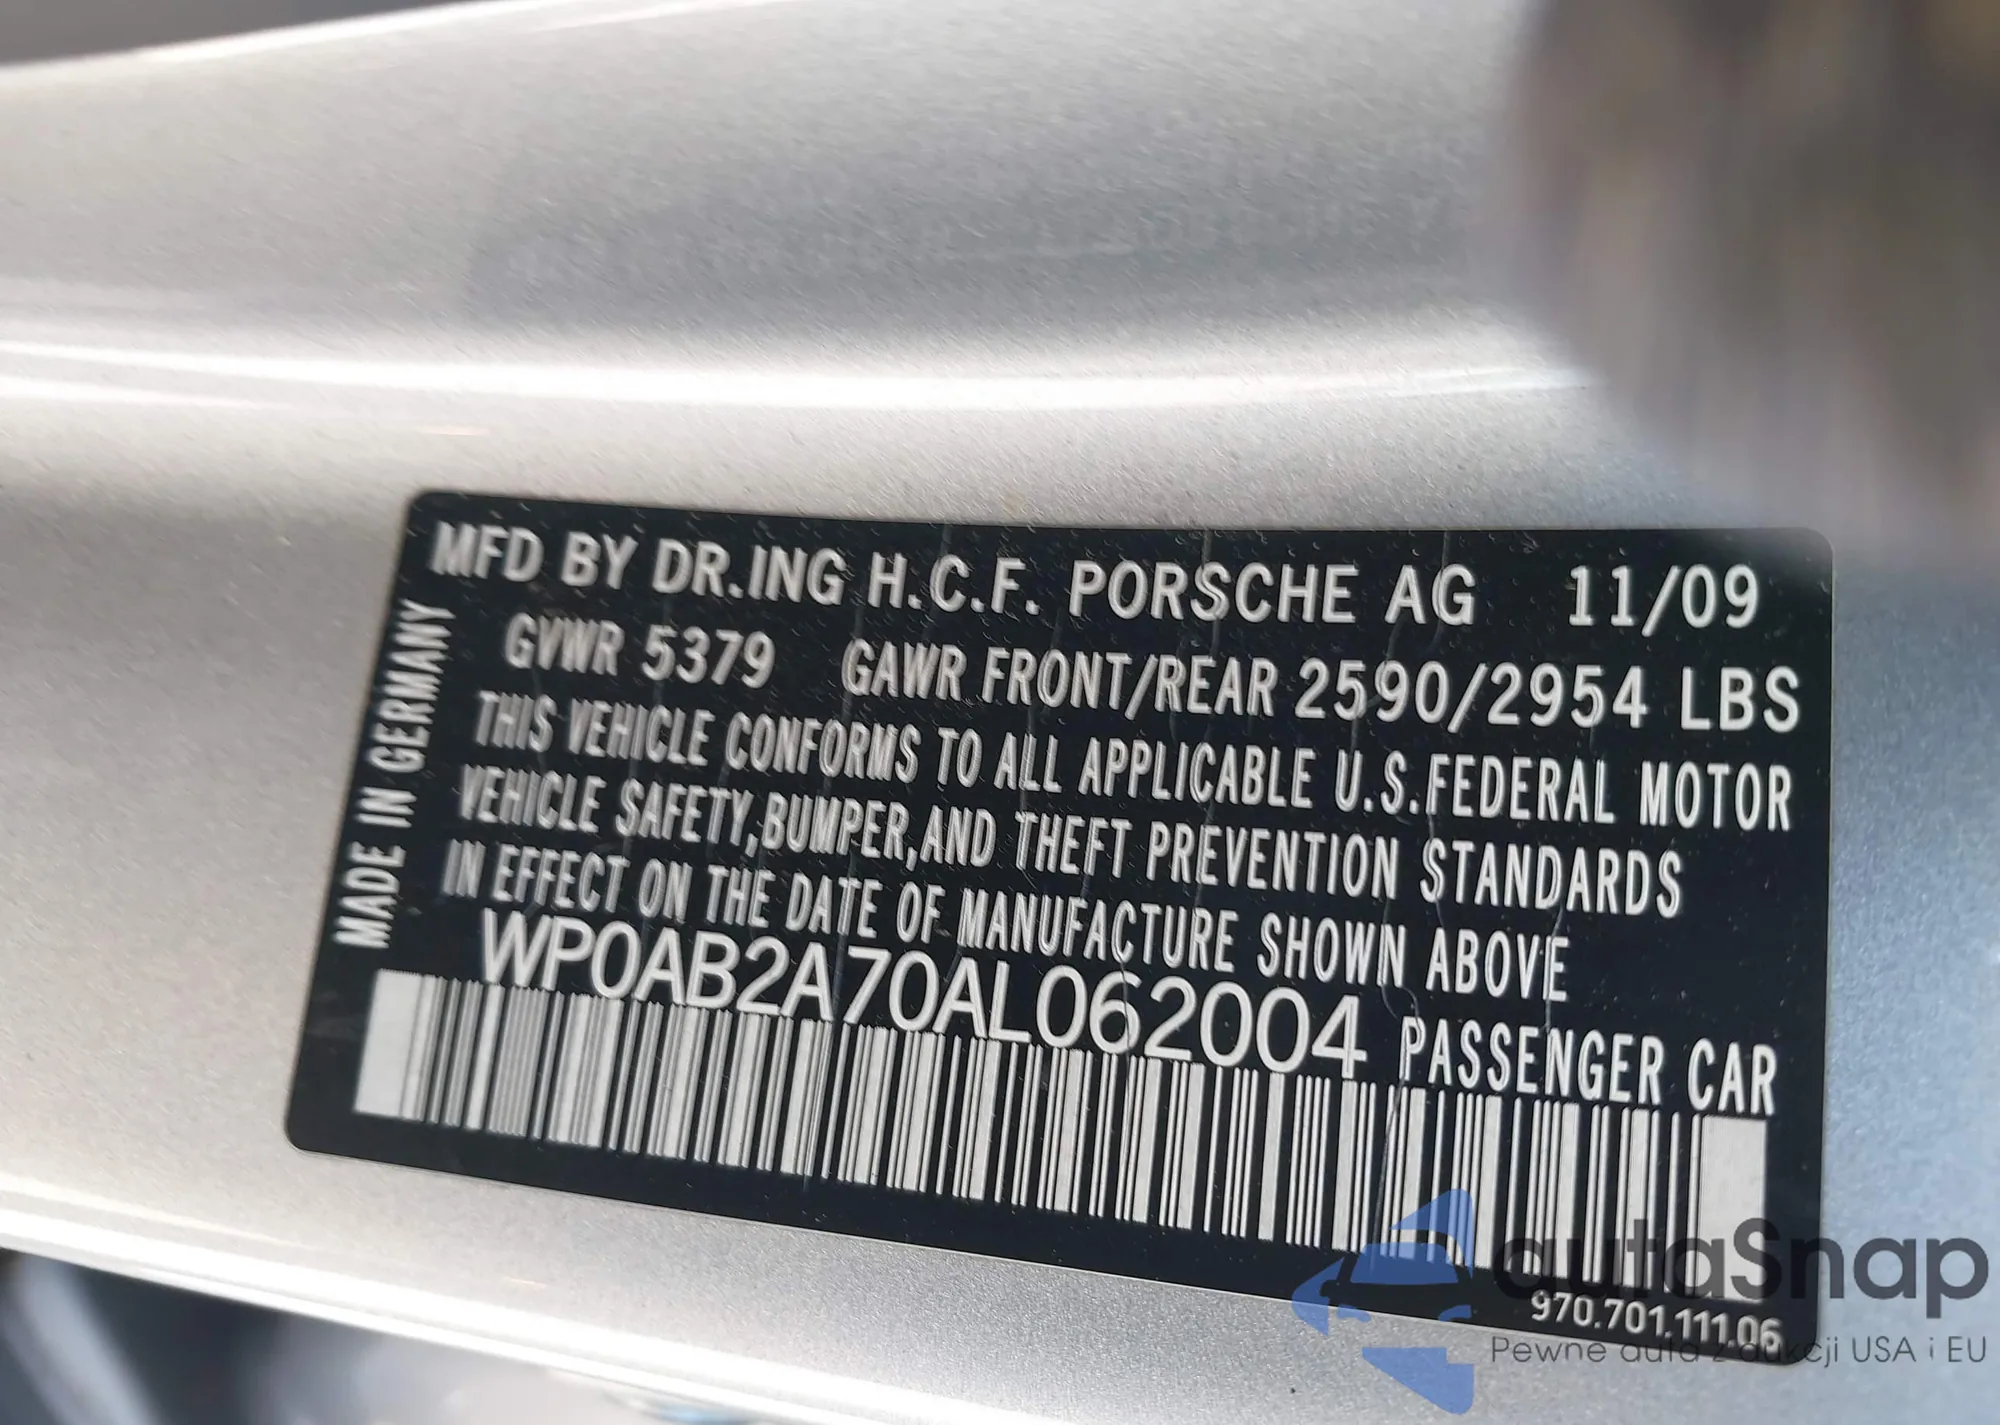 MFD BY DR.ING H.C.F. PORSCHE AG 11/09
GVWR 5379 GAWR FRONT/REAR 2590/2954 LBS
THIS VEHICLE CONFORMS TO ALL APPLICABLE U.S.FEDERAL MOTOR
VEHICLE SAFETY,BUMPER,AND THEFT PREVENTION STANDARDS
IN EFFECT ON THE DATE OF MANUFACTURE SHOWN ABOVE
WP0AB2A70AL062004 PASSENGER CAR
MADE IN GERMANY
970.701.111.06
autaSnap
Pewne auta z aukcji USA i EU